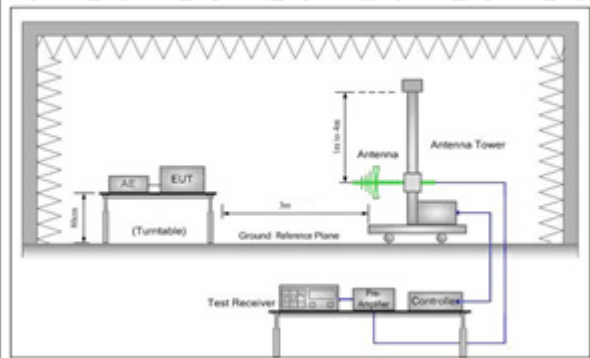 1m to 4m
Antenna
Antenna Tower
AE
EUT
80cm
3m
(Turntable)
Ground Reference Plane
Test Receiver
Pre-
Amplifier
Controller